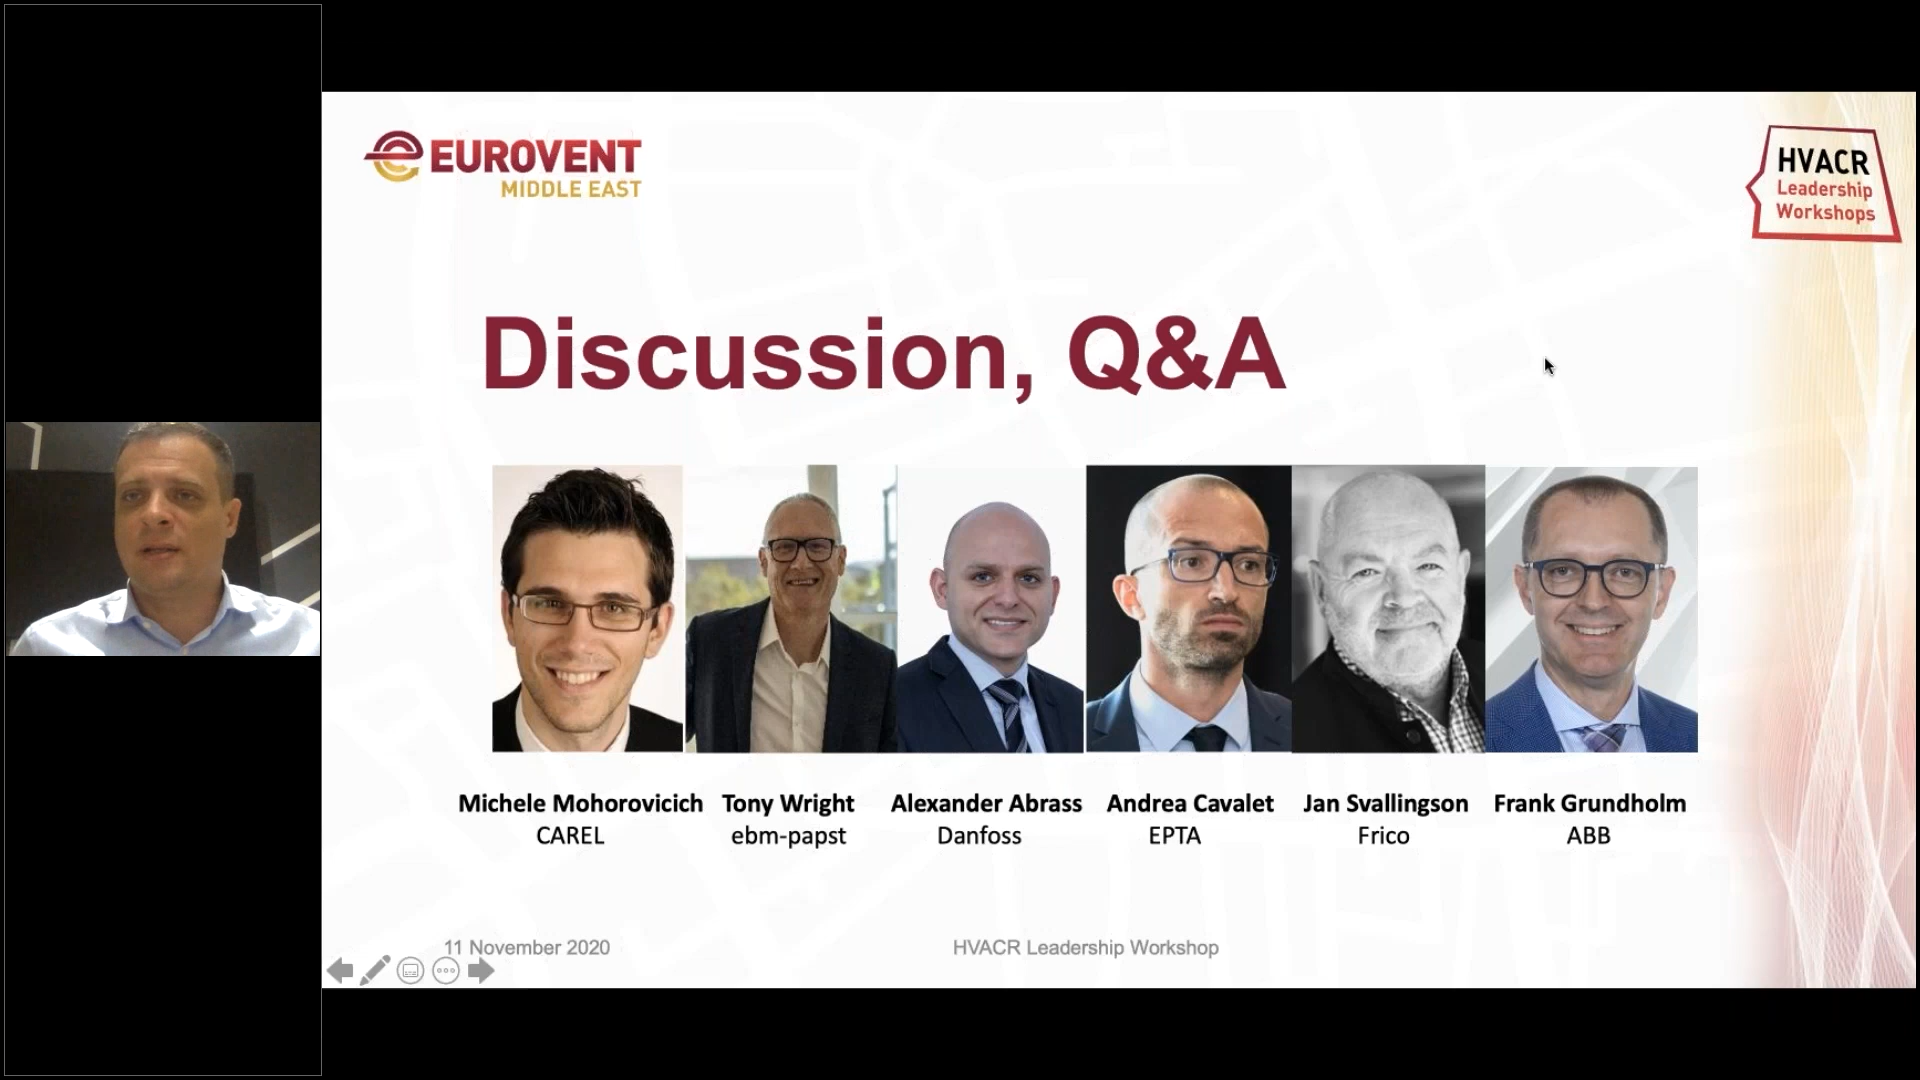 EUROVENT
MIDDLE EAST
HVACR
Leadership
Workshops
Discussion, Q&A
Michele Mohorovicich
CAREL
Tony Wright
ebm-papst
Alexander Abrass
Danfoss
Andrea Cavalet
EPTA
Jan Svallingson
Frico
Frank Grundholm
ABB
11 November 2020
HVACR Leadership Workshop